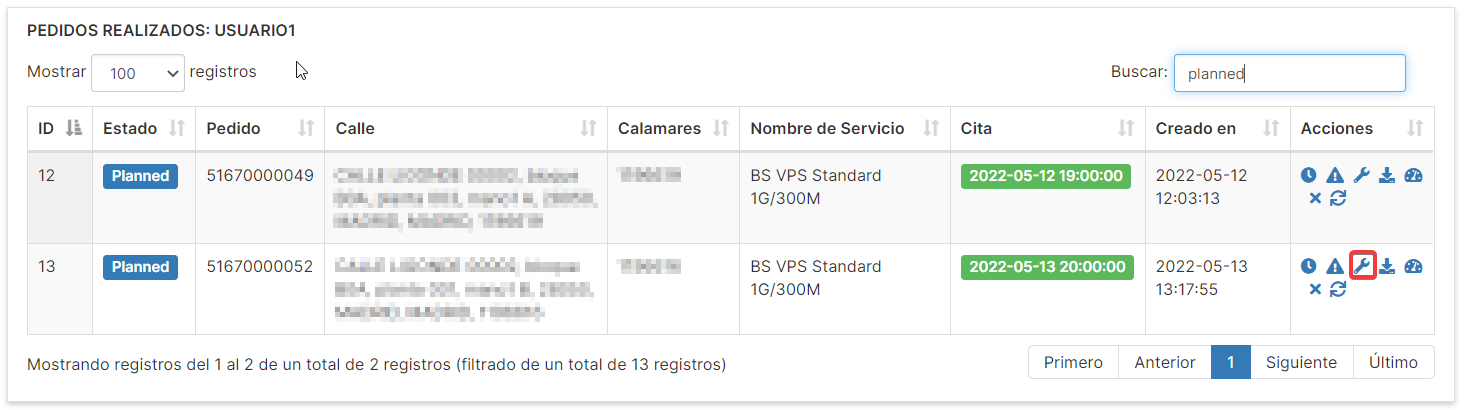 PEDIDOS REALIZADOS: USUARIO1
Mostrar 100 registros Buscar: planned
ID Estado Pedido Calle Calamares Nombre de Servicio Cita Creado en Acciones
12 Planned 51670000049 BS VPS Standard 2022-05-12 19:00:00 2022-05-12
1G/300M 12:03:13
13 Planned 51670000052 BS VPS Standard 2022-05-13 20:00:00 2022-05-13
1G/300M 13:17:55
Mostrando registros del 1 al 2 de un total de 2 registros (filtrado de un total de 13 registros) Primero Anterior 1 Siguiente Último